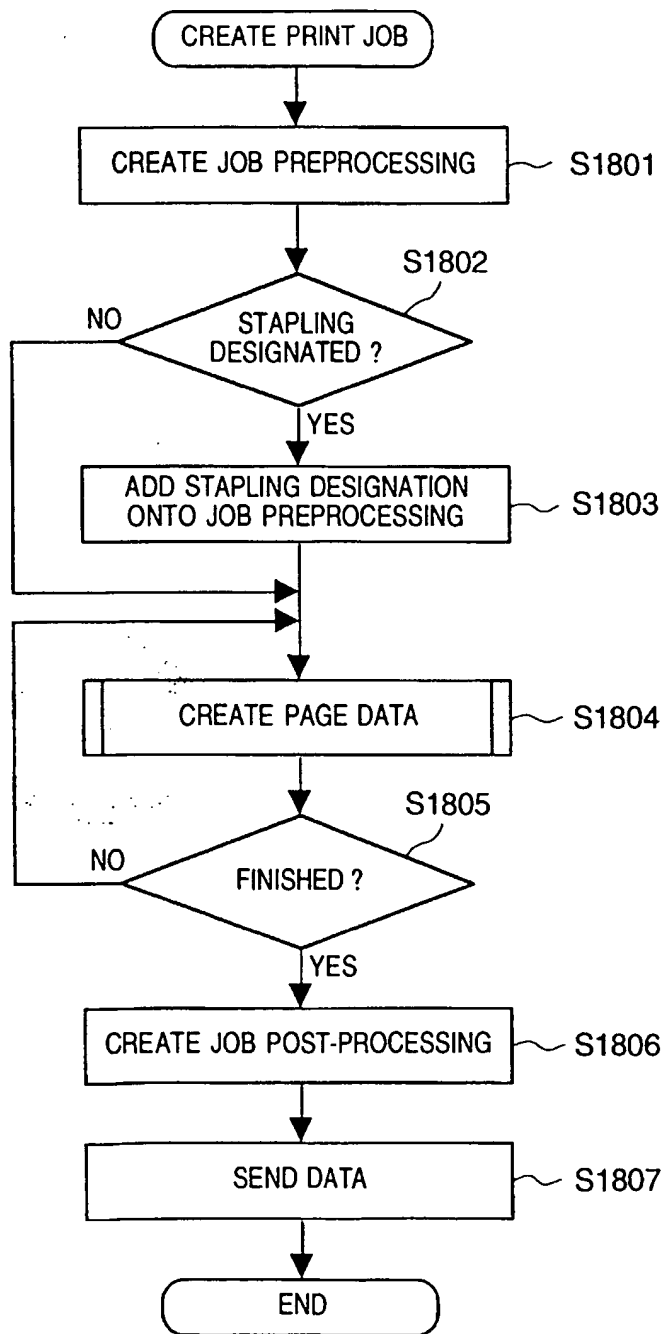 CREATE PRINT JOB
CREATE JOB PREPROCESSING
S1801
S1802
NO
STAPLING
DESIGNATED ?
YES
ADD STAPLING DESIGNATION
ONTO JOB PREPROCESSING
S1803
CREATE PAGE DATA
S1804
S1805
NO
FINISHED ?
YES
CREATE JOB POST-PROCESSING
S1806
SEND DATA
S1807
END